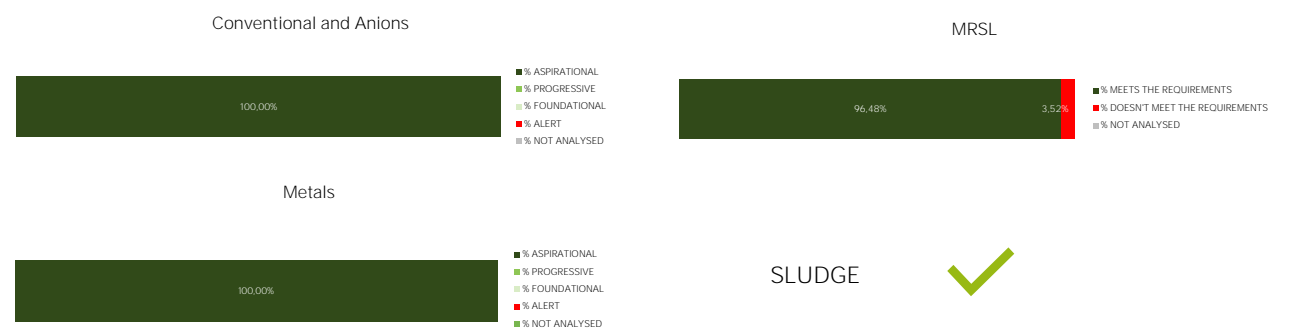 Conventional and Anions
100,00%
% ASPIRATIONAL
% PROGRESSIVE
% FOUNDATIONAL
% ALERT
% NOT ANALYSED
MRSL
96,48%
3,52%
% MEETS THE REQUIREMENTS
% DOESN'T MEET THE REQUIREMENTS
% NOT ANALYSED
Metals
100,00%
% ASPIRATIONAL
% PROGRESSIVE
% FOUNDATIONAL
% ALERT
% NOT ANALYSED
SLUDGE